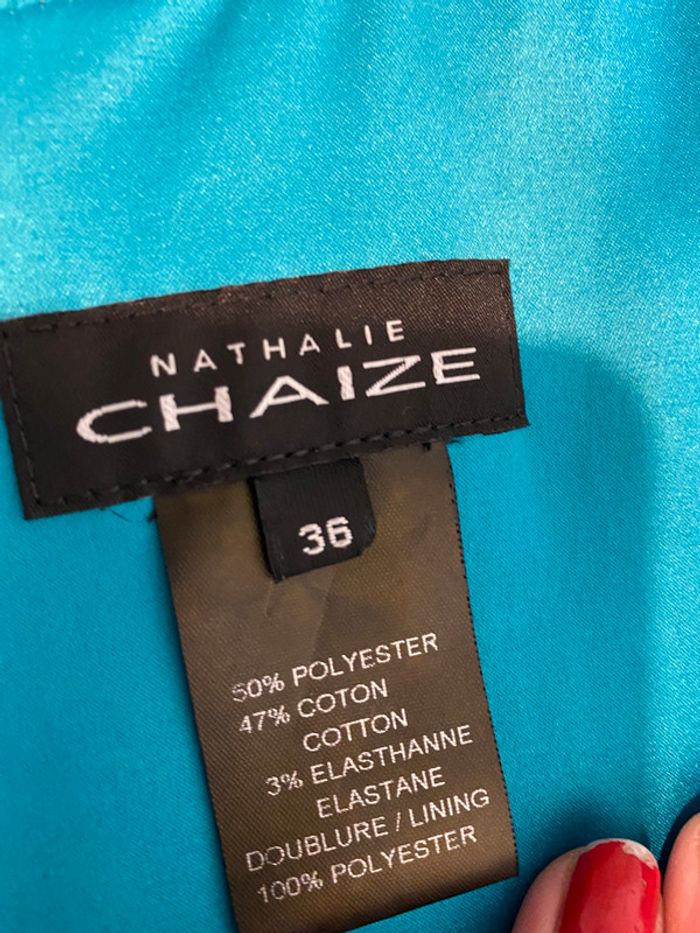 NATHALIE
CHAIZE
36
50% POLYESTER
47% COTON
COTTON
3% ELASTHANNE
ELASTANE
DOUBLURE / LINING
100% POLYESTER